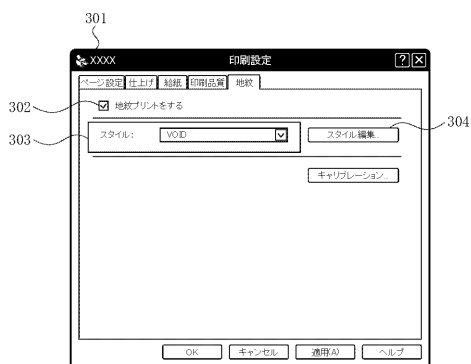 301
XXXX 印刷設定 ? X
ページ設定 仕上げ 給紙 印刷品質 地紋
302 地紋プリントをする
303 スタイル: VOID スタイル編集... 304
キャリブレーション...
OK キャンセル 適用(A) ヘルプ